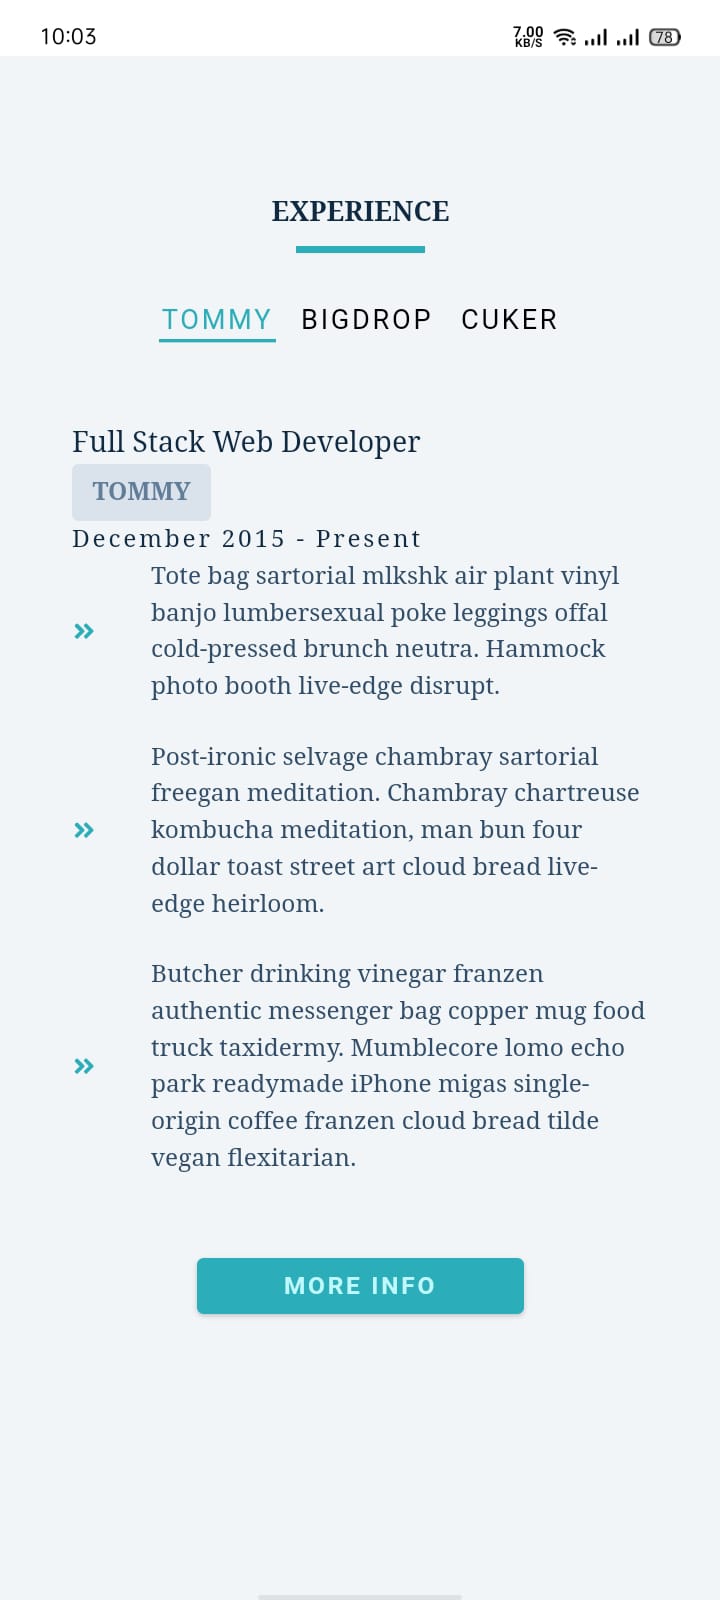 10:03
7.00
KB/S
78
EXPERIENCE
TOMMY BIGDROP CUKER
Full Stack Web Developer
TOMMY
December 2015 - Present
Tote bag sartorial mlkshk air plant vinyl
banjo lumbersexual poke leggings offal
cold-pressed brunch neutra. Hammock
photo booth live-edge disrupt.
Post-ironic selvage chambray sartorial
freegan meditation. Chambray chartreuse
kombucha meditation, man bun four
dollar toast street art cloud bread live-
edge heirloom.
Butcher drinking vinegar franzen
authentic messenger bag copper mug food
truck taxidermy. Mumblecore lomo echo
park readymade iPhone migas single-
origin coffee franzen cloud bread tilde
vegan flexitarian.
MORE INFO